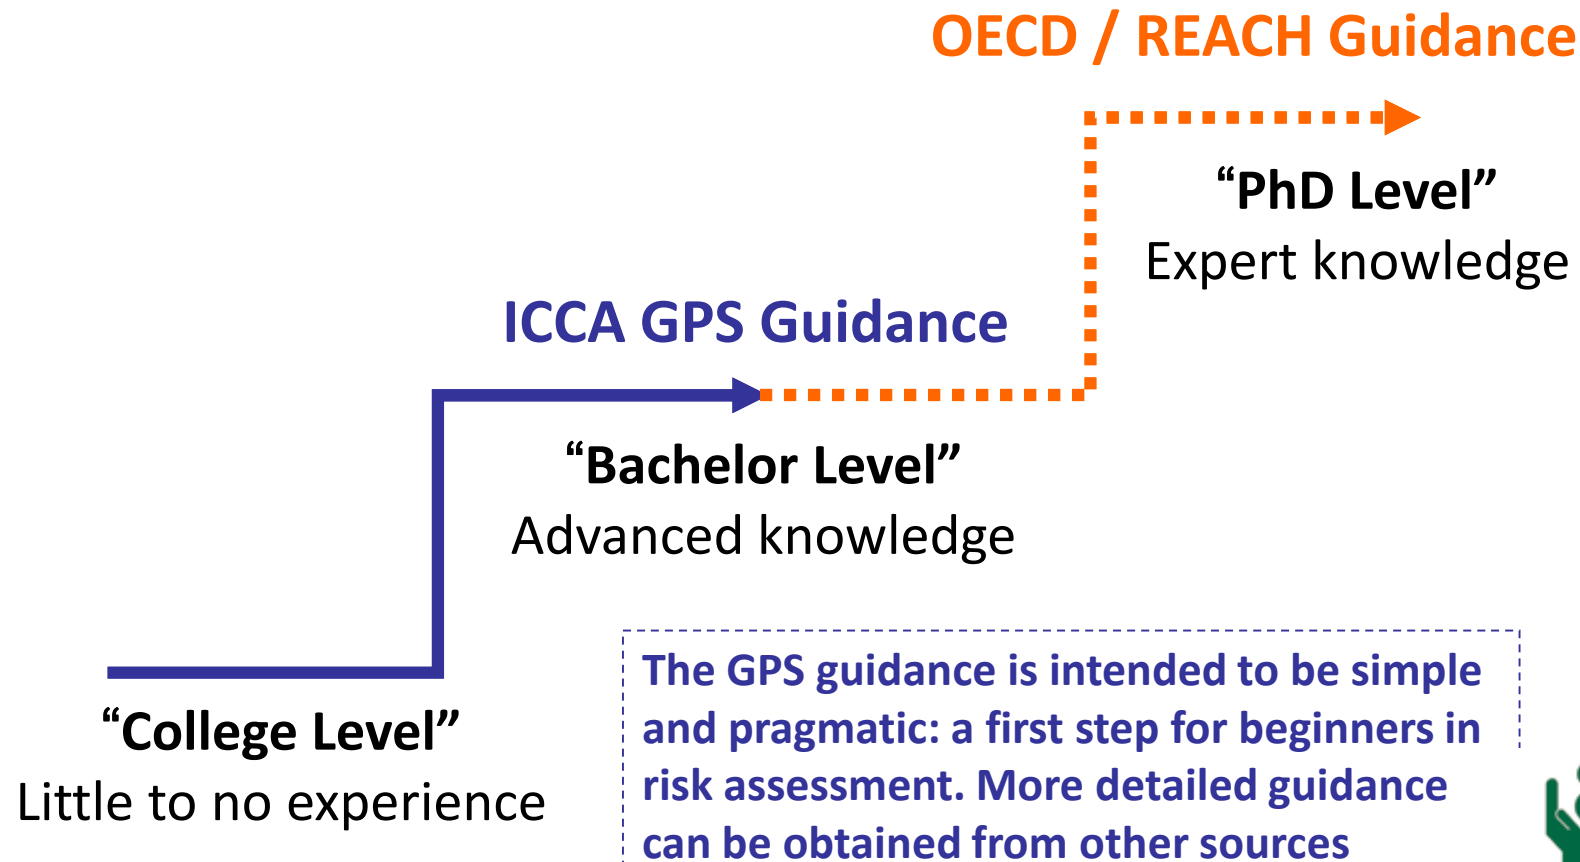 OECD / REACH Guidance
“PhD Level”
Expert knowledge
ICCA GPS Guidance
“Bachelor Level”
Advanced knowledge
“College Level”
Little to no experience
The GPS guidance is intended to be simple
and pragmatic: a first step for beginners in
risk assessment. More detailed guidance
can be obtained from other sources